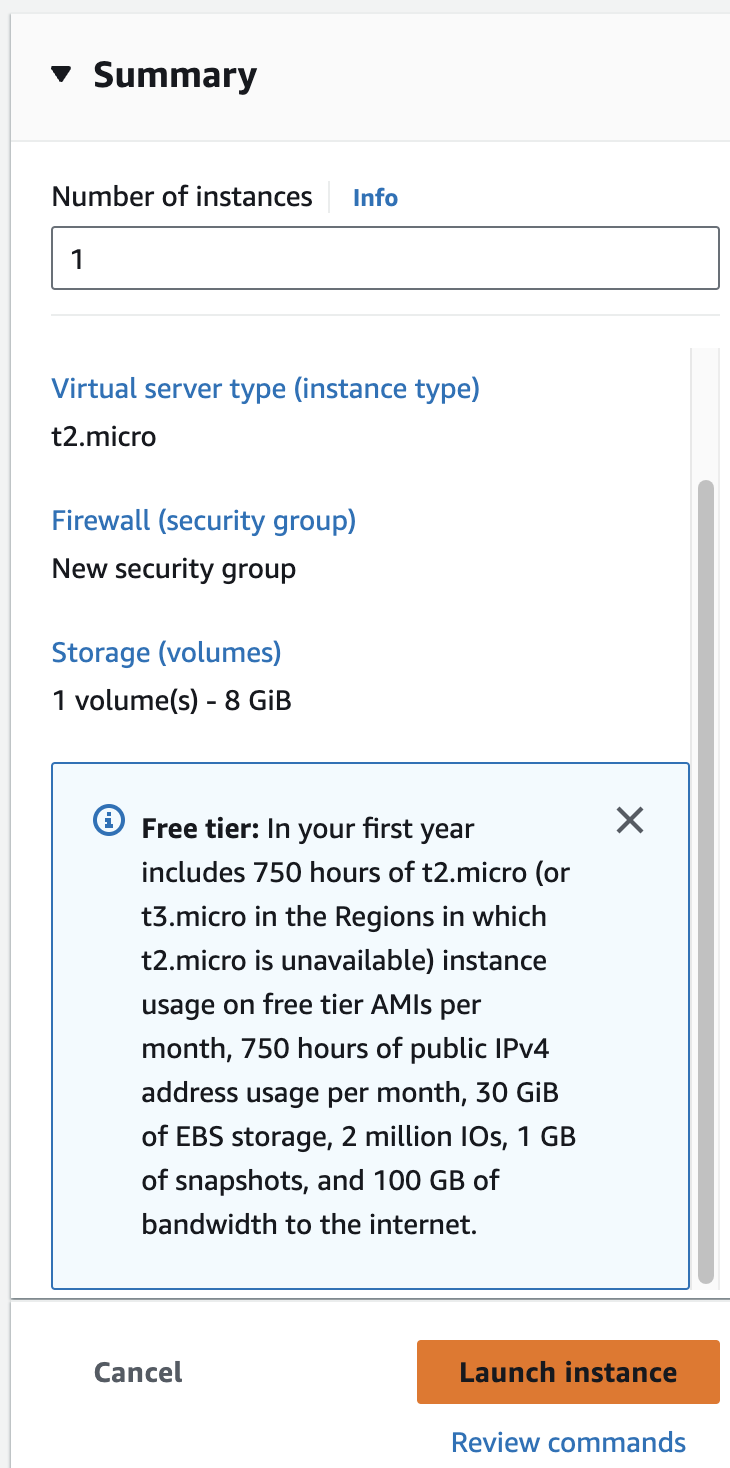 Summary
Number of instances Info
1
Virtual server type (instance type)
t2.micro
Firewall (security group)
New security group
Storage (volumes)
1 volume(s) - 8 GiB
Free tier: In your first year
includes 750 hours of t2.micro (or
t3.micro in the Regions in which
t2.micro is unavailable) instance
usage on free tier AMIs per
month, 750 hours of public IPv4
address usage per month, 30 GiB
of EBS storage, 2 million IOs, 1 GB
of snapshots, and 100 GB of
bandwidth to the internet.
Cancel Launch instance
Review commands